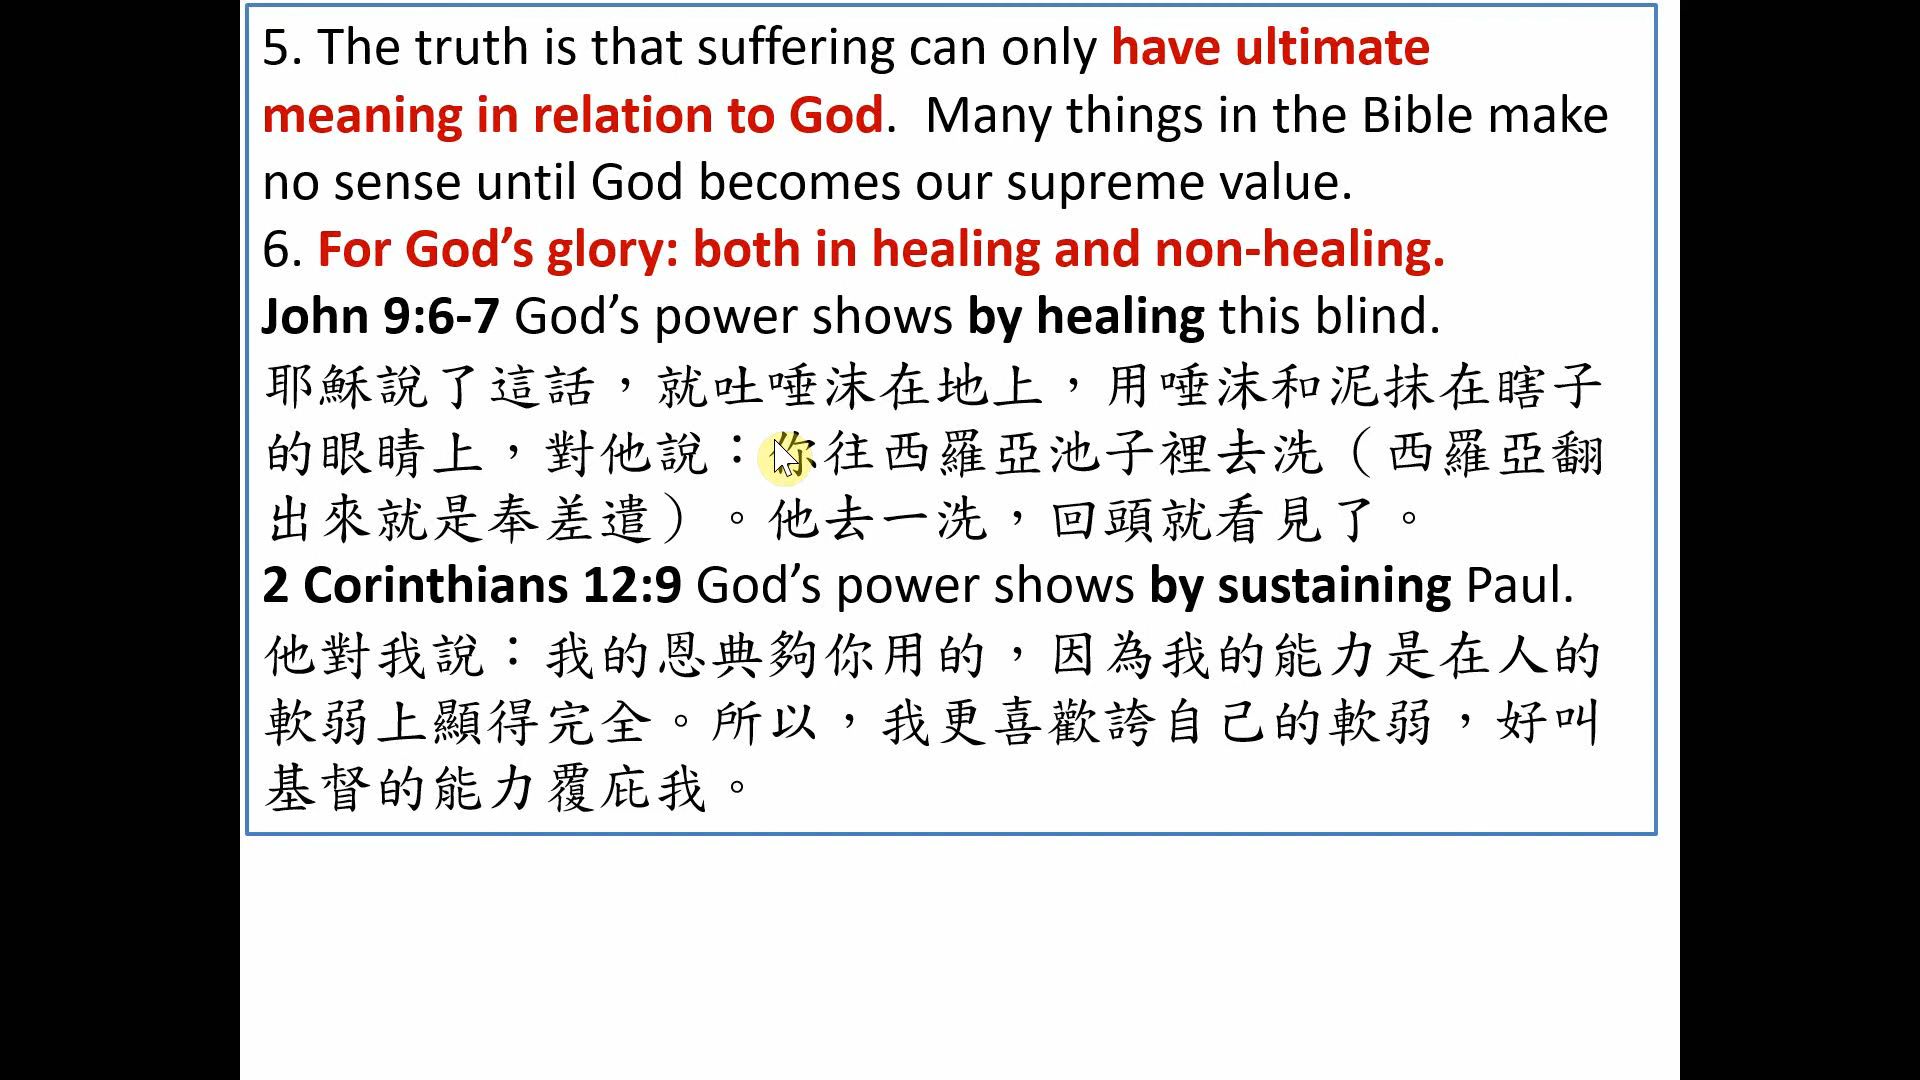 5. The truth is that suffering can only have ultimate
meaning in relation to God.  Many things in the Bible make
no sense until God becomes our supreme value.
6. For God’s glory: both in healing and non-healing.
John 9:6-7 God’s power shows by healing this blind.
耶穌說了這話，就吐唾沫在地上，用唾沫和泥抹在瞎子
的眼睛上，對他說：你往西羅亞池子裡去洗（西羅亞翻
出來就是奉差遣）。他去一洗，回頭就看見了。
2 Corinthians 12:9 God’s power shows by sustaining Paul.
他對我說：我的恩典夠你用的，因為我的能力是在人的
軟弱上顯得完全。所以，我更喜歡誇自己的軟弱，好叫
基督的能力覆庇我。